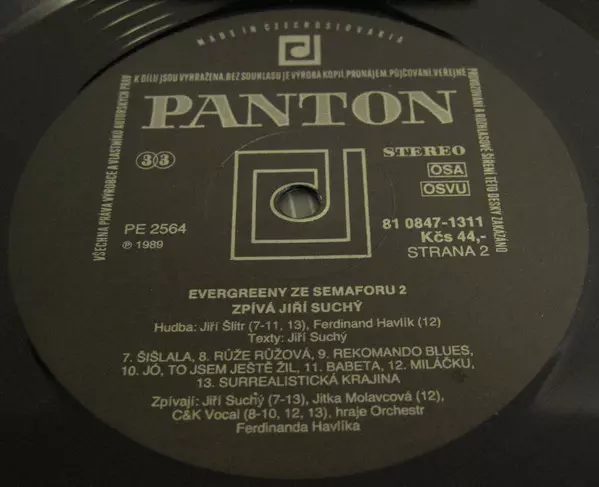 MADE IN CZECHOSLOVAKIA
K DÍLU JSOU VYHRAŽENA. BEZ SOUHLASU JE VÝROBA KOPIÍ, PRONÁJEM, PŮJČOVÁNÍ, VEŘEJNÉ
PROVOZOVÁNÍ A ROZHLASOVÉ ŠÍŘENÍ TÉTO DESKY ZAKÁZÁNO
VŠECHNA PRÁVA VÝROBCE A VLASTNÍKŮ AUTORSKÝCH PRÁV
PANTON
33
STEREO
OSA
OSVU
PE 2564
℗ 1989
81 0847-1311
Kčs 44,-
STRANA 2
EVERGREENY ZE SEMAFORU 2
ZPÍVÁ JIŘÍ SUCHÝ
Hudba: Jiří Šlitr (7-11, 13), Ferdinand Havlík (12)
Texty: Jiří Suchý
7. ŠIŠLALA, 8. RŮŽE RŮŽOVÁ, 9. REKOMANDO BLUES,
10. JÓ, TO JSEM JEŠTĚ ŽIL, 11. BABETA, 12. MILÁČKU,
13. SURREALISTICKÁ KRAJINA
Zpívají: Jiří Suchý (7-13), Jitka Molavcová (12),
C&K Vocal (8-10, 12, 13), hraje Orchestr
Ferdinanda Havlíka